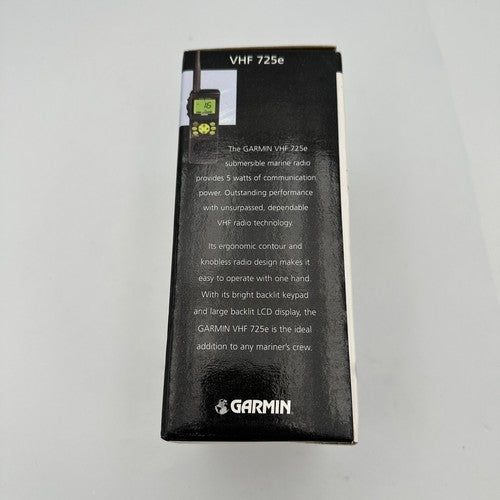 VHF 725e
16
The GARMIN VHF 725e
submersible marine radio
provides 5 watts of communication
power. Outstanding performance
with unsurpassed, dependable
VHF radio technology.
Its ergonomic contour and
knobless radio design makes it
easy to operate with one hand.
With its bright backlit keypad
and large backlit LCD display, the
GARMIN VHF 725e is the ideal
addition to any mariner's crew.
GARMIN